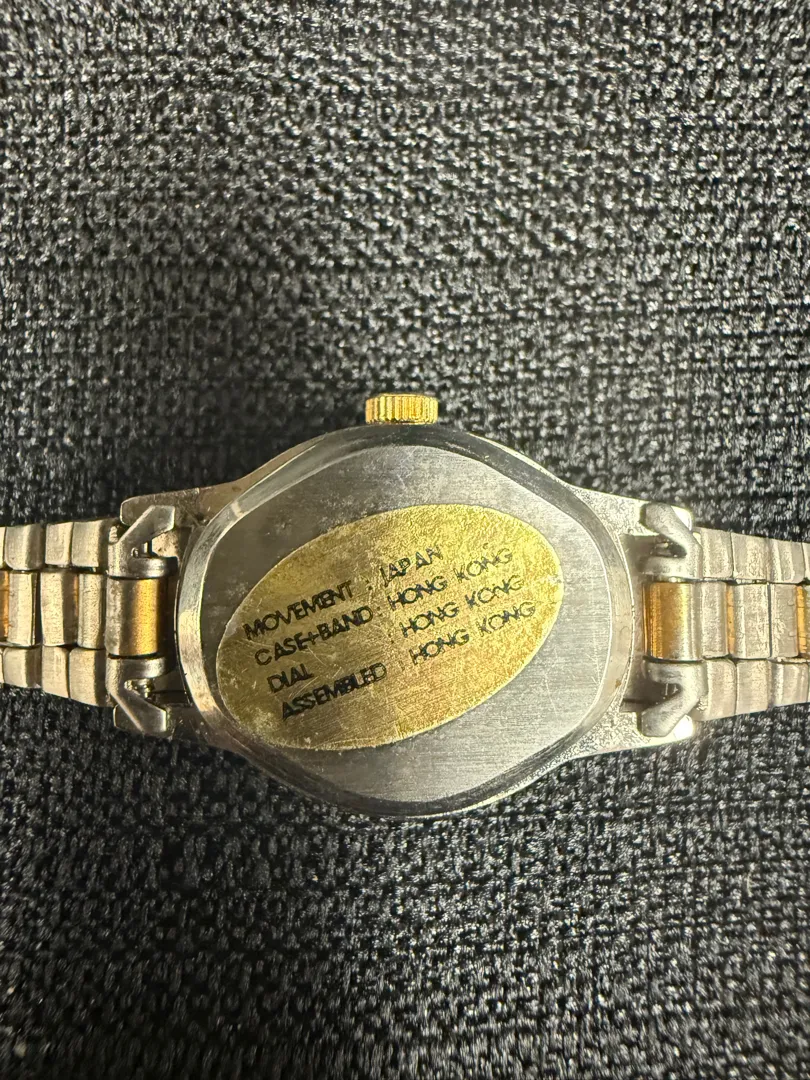 MOVEMENT : JAPAN
CASE+BAND : HONG KONG
DIAL : HONG KONG
ASSEMBLED : HONG KONG